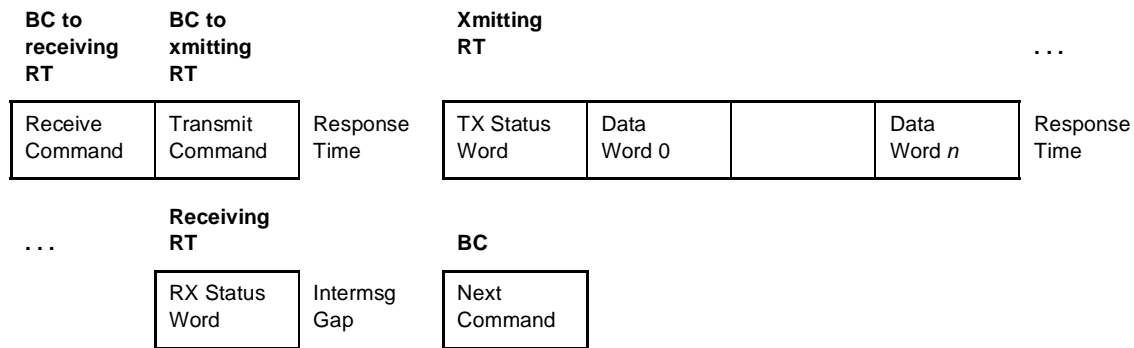 BC to receiving RT
BC to xmitting RT
Xmitting RT
. . .
Receive Command
Transmit Command
Response Time
TX Status Word
Data Word 0
Data Word n
Response Time
. . .
Receiving RT
BC
RX Status Word
Intermsg Gap
Next Command